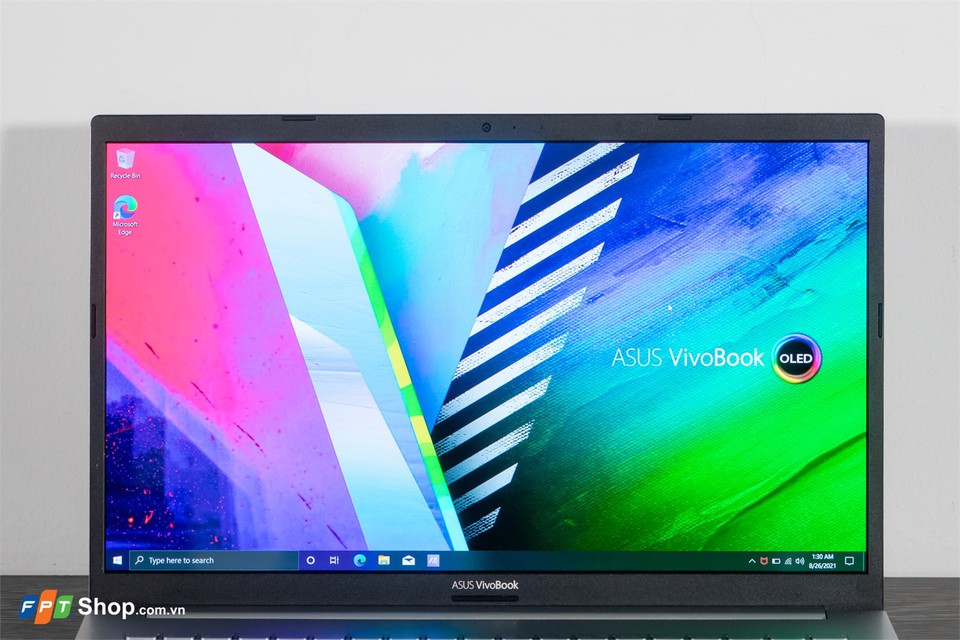 Recycle Bin
Microsoft
Edge
ASUS VivoBook OLED
Type here to search
1:30 AM
8/26/2021
ASUS VivoBook
FPT Shop.com.vn